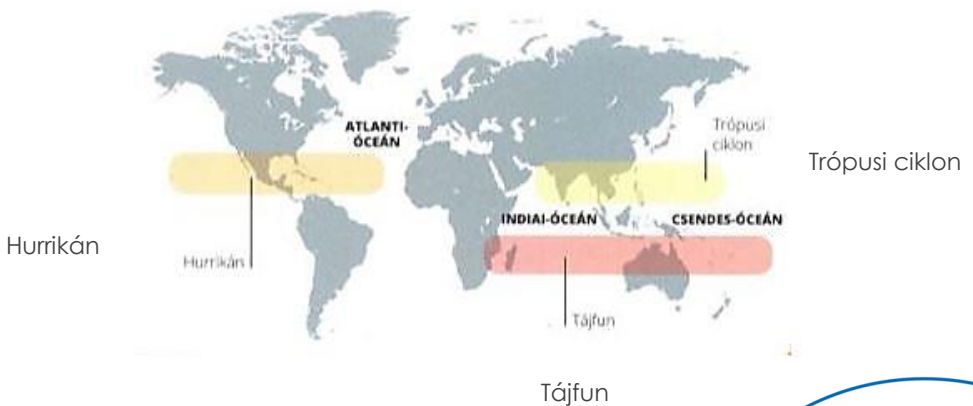 ATLANTI-
ÓCEÁN
Trópusi
ciklon
Trópusi ciklon
INDIAI-ÓCEÁN
CSENDES-ÓCEÁN
Hurrikán
Hurrikán
Tájfun
Tájfun